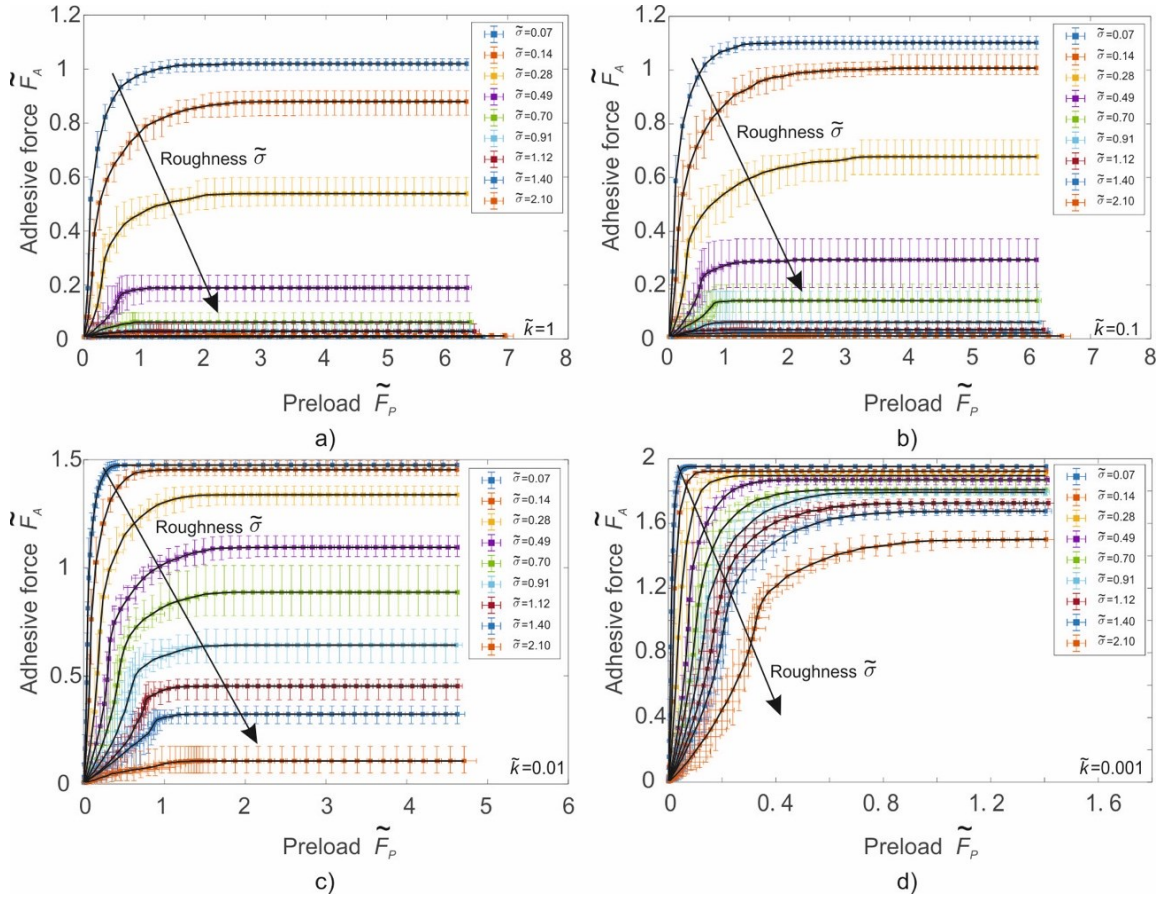 1.2
1
0.8
0.6
0.4
0.2
0
Adhesive force F̃_A
0 1 2 3 4 5 6 7 8
Preload F̃_P
Roughness σ̃
k̃=1
σ̃=0.07
σ̃=0.14
σ̃=0.28
σ̃=0.49
σ̃=0.70
σ̃=0.91
σ̃=1.12
σ̃=1.40
σ̃=2.10
a)
1.2
1
0.8
0.6
0.4
0.2
0
Adhesive force F̃_A
0 1 2 3 4 5 6 7 8
Preload F̃_P
Roughness σ̃
k̃=0.1
σ̃=0.07
σ̃=0.14
σ̃=0.28
σ̃=0.49
σ̃=0.70
σ̃=0.91
σ̃=1.12
σ̃=1.40
σ̃=2.10
b)
1.5
1
0.5
0
Adhesive force F̃_A
0 1 2 3 4 5 6
Preload F̃_P
Roughness σ̃
k̃=0.01
σ̃=0.07
σ̃=0.14
σ̃=0.28
σ̃=0.49
σ̃=0.70
σ̃=0.91
σ̃=1.12
σ̃=1.40
σ̃=2.10
c)
2
1.6
1.2
0.8
0.4
0
Adhesive force F̃_A
0 0.4 0.8 1.2 1.6
Preload F̃_P
Roughness σ̃
k̃=0.001
σ̃=0.07
σ̃=0.14
σ̃=0.28
σ̃=0.49
σ̃=0.70
σ̃=0.91
σ̃=1.12
σ̃=1.40
σ̃=2.10
d)